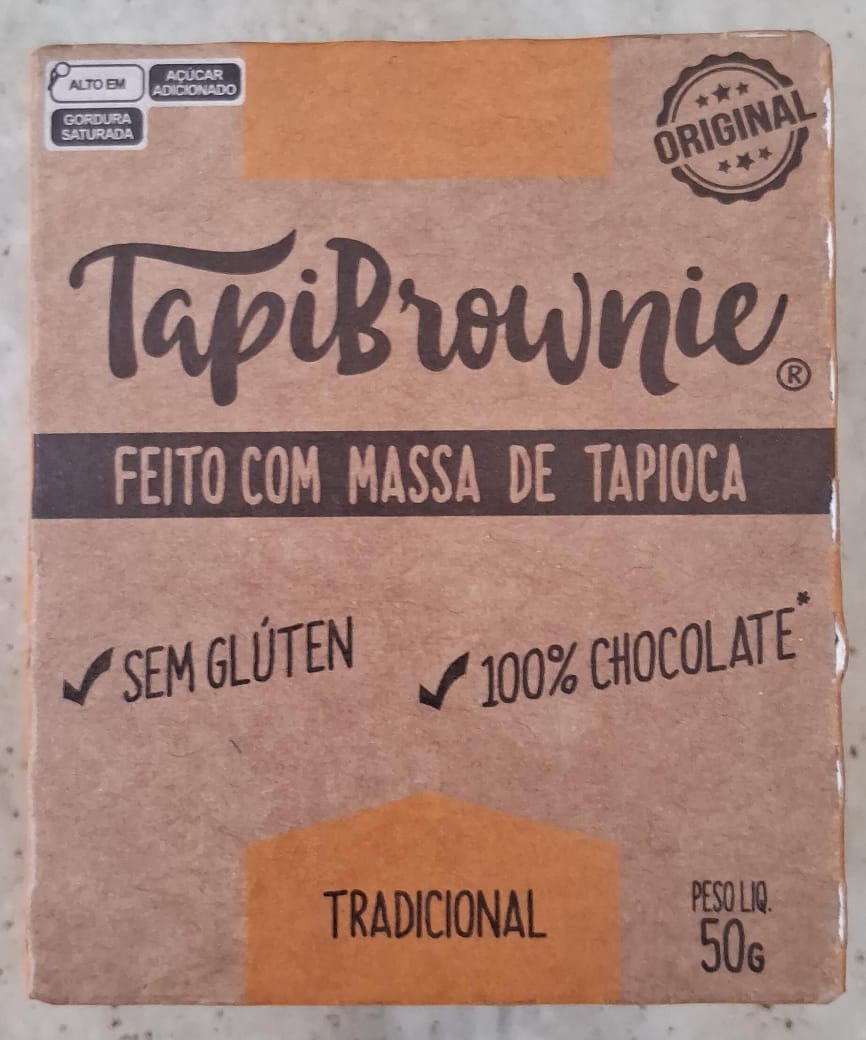 ALTO EM
AÇÚCAR
ADICIONADO
GORDURA
SATURADA
ORIGINAL
TapiBrownie
®
FEITO COM MASSA DE TAPIOCA
✓ SEM GLÚTEN
✓ 100% CHOCOLATE*
TRADICIONAL
PESO LIQ.
50G